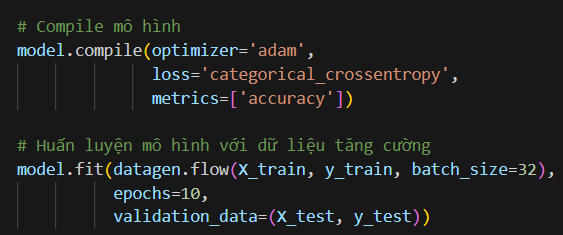 # Compile mô hình
model.compile(optimizer='adam',
              loss='categorical_crossentropy',
              metrics=['accuracy'])

# Huấn luyện mô hình với dữ liệu tăng cường
model.fit(datagen.flow(X_train, y_train, batch_size=32),
          epochs=10,
          validation_data=(X_test, y_test))